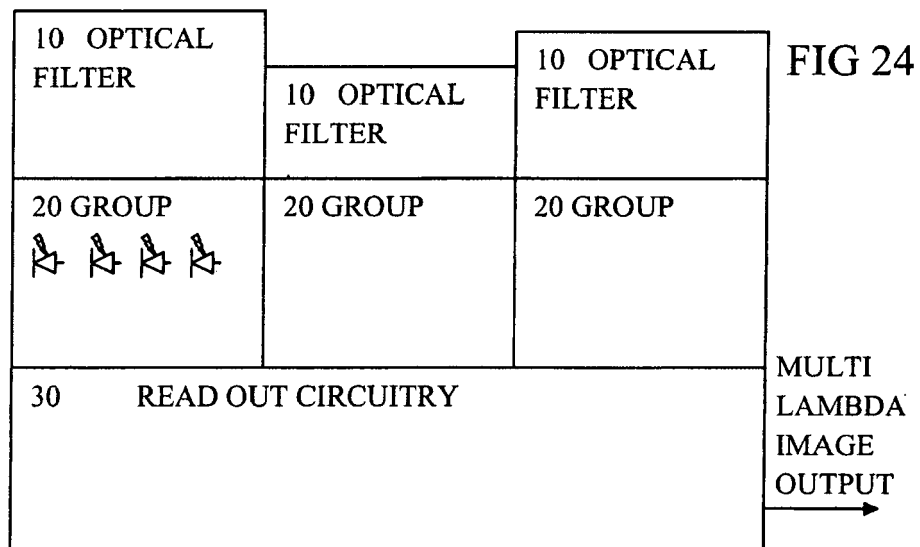 10 OPTICAL
FILTER
10 OPTICAL
FILTER
10 OPTICAL
FILTER
FIG 24
20 GROUP
20 GROUP
20 GROUP
30 READ OUT CIRCUITRY
MULTI
LAMBDA
IMAGE
OUTPUT